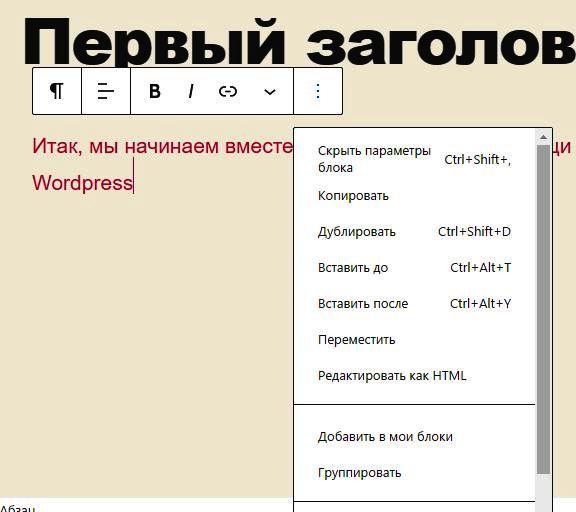 Первый заголов
B I
Итак, мы начинаем вместе
Wordpress
Скрыть параметры блока Ctrl+Shift+,
Копировать
Дублировать Ctrl+Shift+D
Вставить до Ctrl+Alt+T
Вставить после Ctrl+Alt+Y
Переместить
Редактировать как HTML
Добавить в мои блоки
Группировать
Абзац